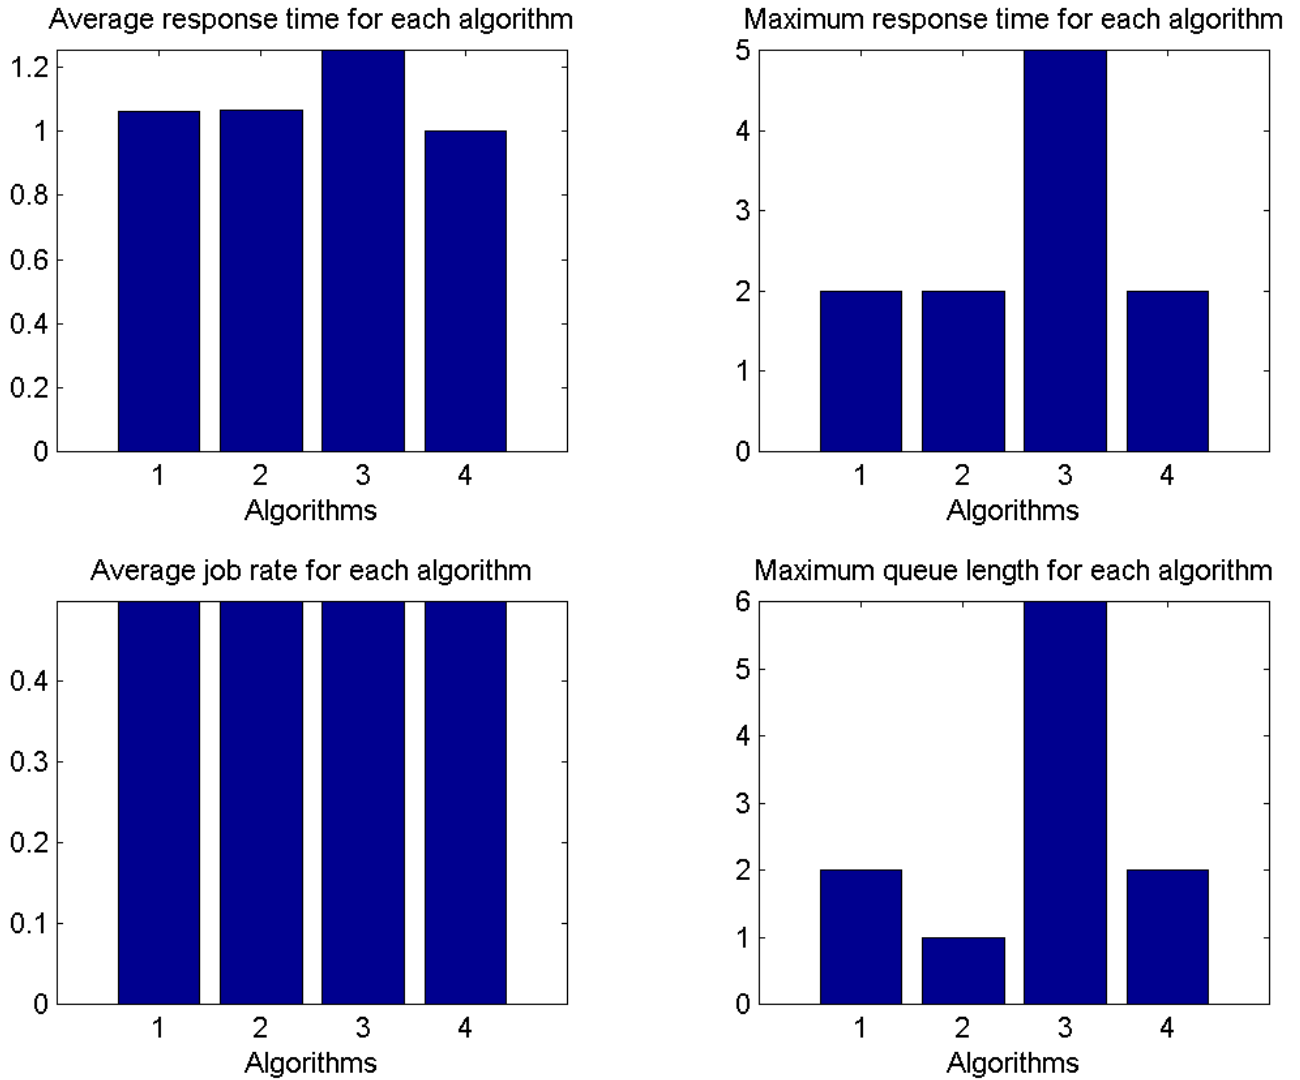 Average response time for each algorithm
1.2
1
0.8
0.6
0.4
0.2
0
1 2 3 4
Algorithms
Maximum response time for each algorithm
5
4
3
2
1
0
1 2 3 4
Algorithms
Average job rate for each algorithm
0.4
0.3
0.2
0.1
0
1 2 3 4
Algorithms
Maximum queue length for each algorithm
6
5
4
3
2
1
0
1 2 3 4
Algorithms